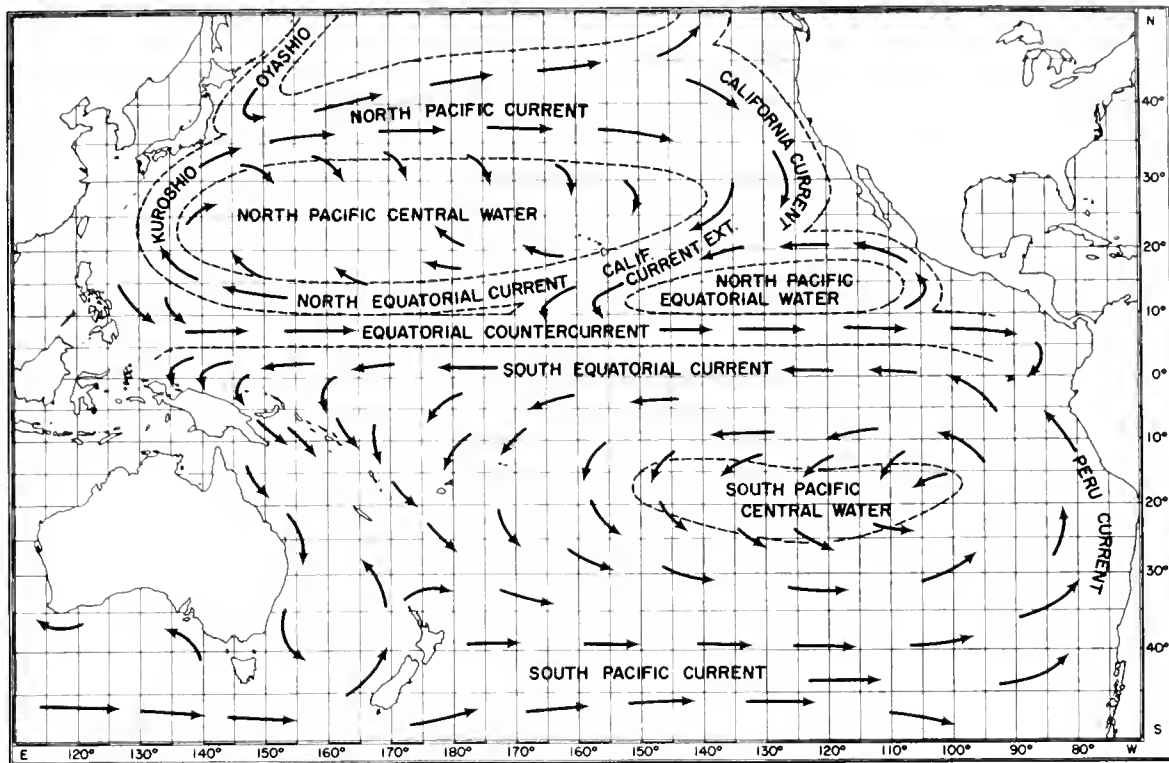 N
OYASHIO
CALIFORNIA CURRENT
40°
NORTH PACIFIC CURRENT
KUROSHIO
30°
NORTH PACIFIC CENTRAL WATER
20°
CALIF.
CURRENT EXT.
NORTH PACIFIC
EQUATORIAL WATER
NORTH EQUATORIAL CURRENT
10°
EQUATORIAL COUNTERCURRENT
SOUTH EQUATORIAL CURRENT
0°
10°
PERU CURRENT
SOUTH PACIFIC
CENTRAL WATER
20°
30°
40°
SOUTH PACIFIC CURRENT
S
E 120° 130° 140° 150° 160° 170° 180° 170° 160° 150° 140° 130° 120° 110° 100° 90° 80° W